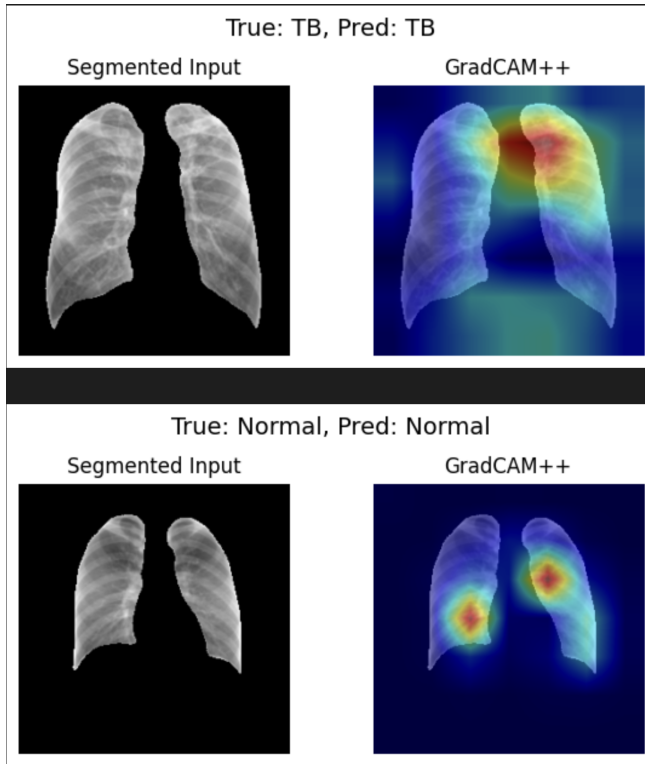 True: TB, Pred: TB
Segmented Input
GradCAM++
True: Normal, Pred: Normal
Segmented Input
GradCAM++